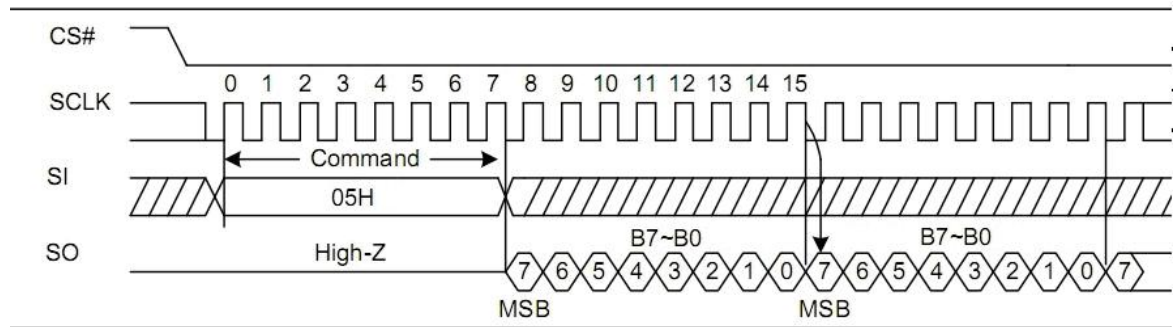 CS#
0 1 2 3 4 5 6 7 8 9 10 11 12 13 14 15
SCLK
Command
SI
05H
B7~B0 B7~B0
SO High-Z
7 6 5 4 3 2 1 0 7 6 5 4 3 2 1 0 7
MSB MSB